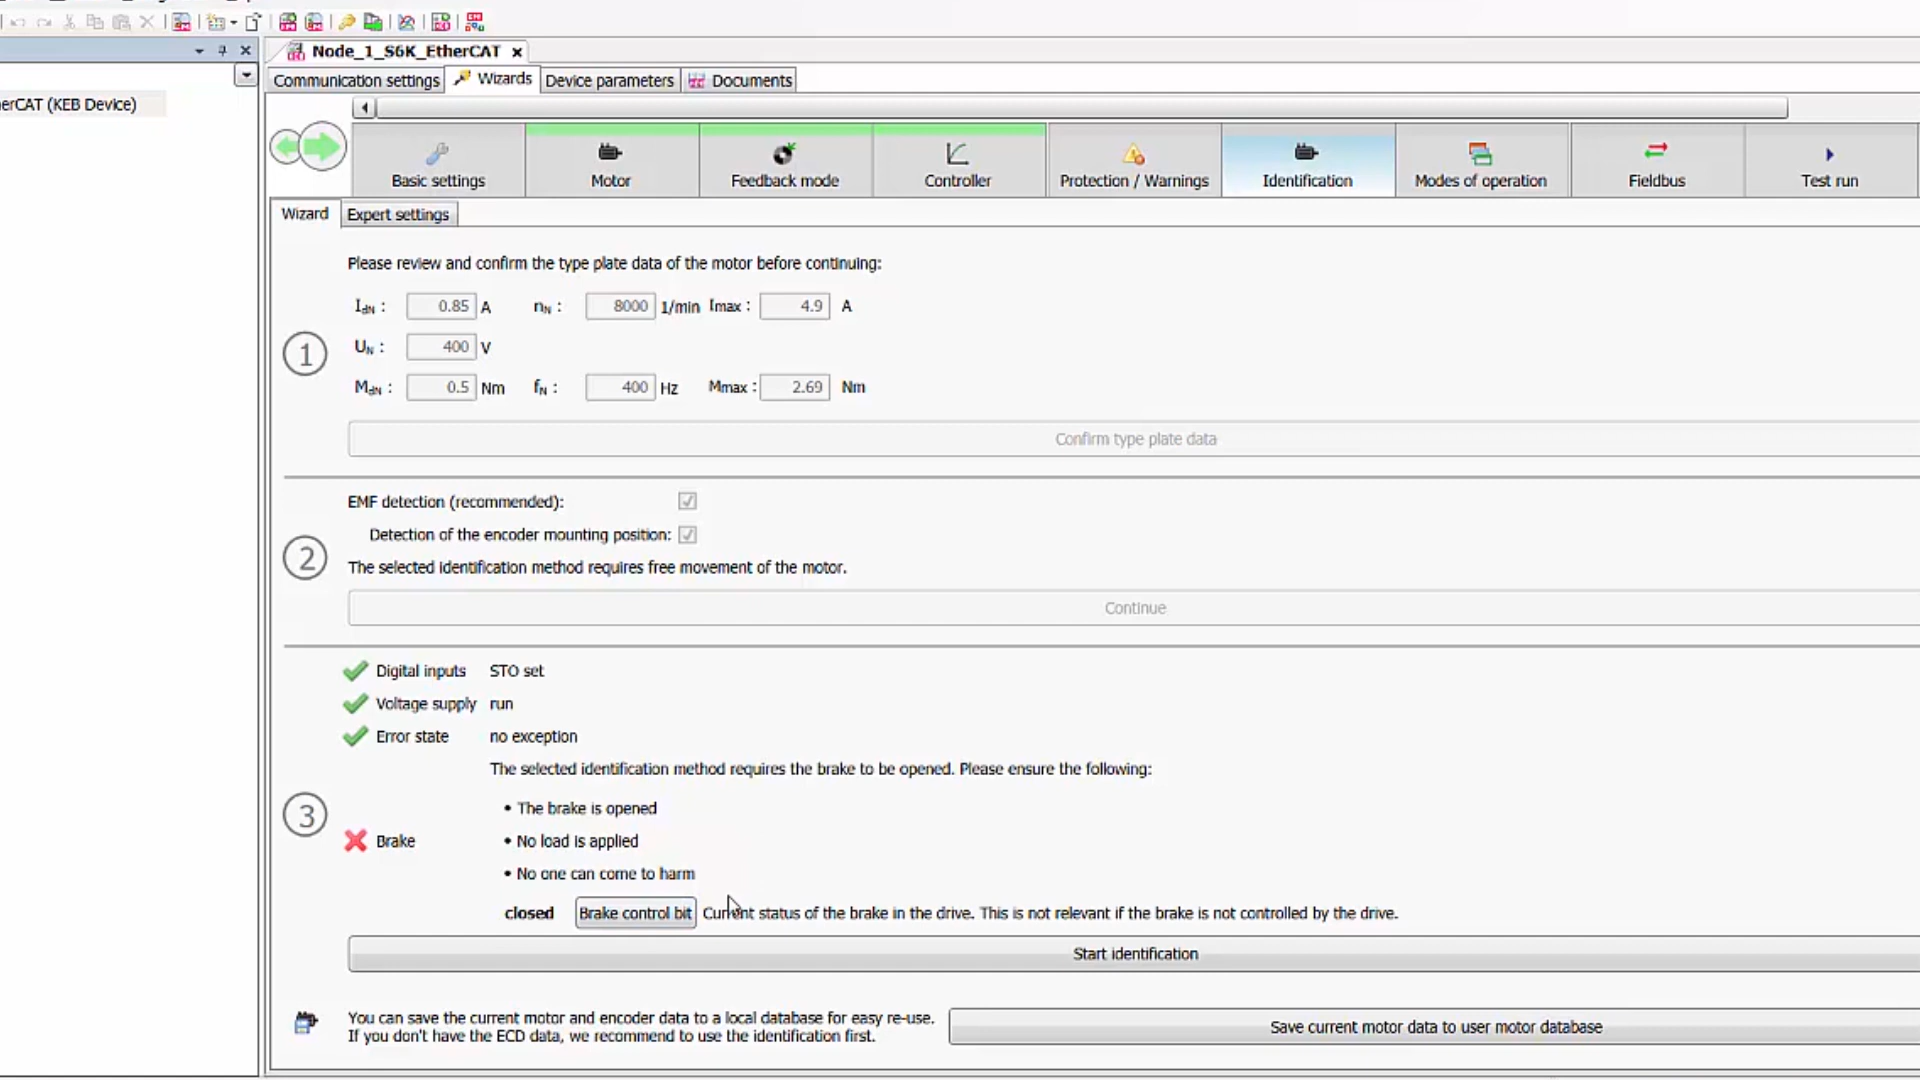 Node_1_S6K_EtherCAT
Communication settings Wizards Device parameters Documents
erCAT (KEB Device)
Basic settings Motor Feedback mode Controller Protection / Warnings Identification Modes of operation Fieldbus Test run
Wizard Expert settings
Please review and confirm the type plate data of the motor before continuing:
IdN : 0.85 A nN : 8000 1/min Imax : 4.9 A
1
UN : 400 V
MdN : 0.5 Nm fN : 400 Hz Mmax : 2.69 Nm
Confirm type plate data
EMF detection (recommended):
Detection of the encoder mounting position:
2
The selected identification method requires free movement of the motor.
Continue
Digital inputs STO set
Voltage supply run
Error state no exception
The selected identification method requires the brake to be opened. Please ensure the following:
• The brake is opened
3
Brake • No load is applied
• No one can come to harm
closed Brake control bit Current status of the brake in the drive. This is not relevant if the brake is not controlled by the drive.
Start identification
You can save the current motor and encoder data to a local database for easy re-use.
If you don't have the ECD data, we recommend to use the identification first.
Save current motor data to user motor database